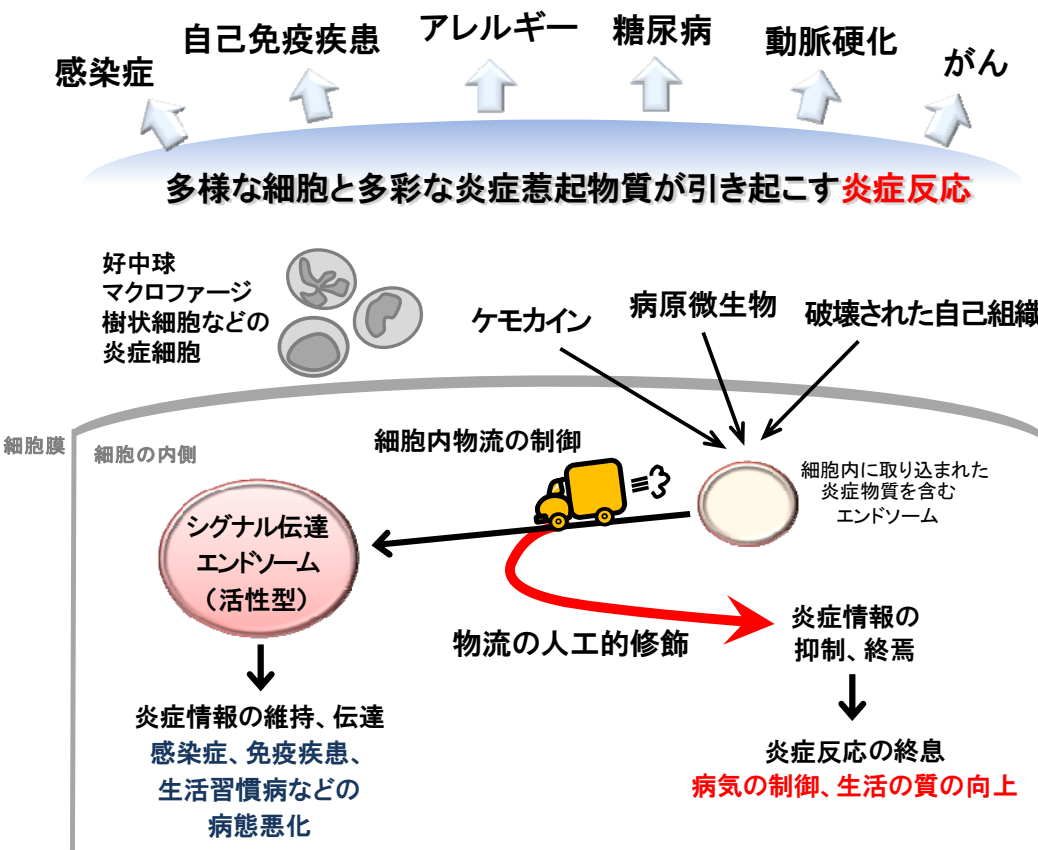 感染症
自己免疫疾患
アレルギー
糖尿病
動脈硬化
がん
多様な細胞と多彩な炎症惹起物質が引き起こす炎症反応
好中球
マクロファージ
樹状細胞などの
炎症細胞
ケモカイン
病原微生物
破壊された自己組織
細胞膜
細胞の内側
細胞内物流の制御
細胞内に取り込まれた
炎症物質を含む
エンドソーム
シグナル伝達
エンドソーム
（活性型）
物流の人工的修飾
炎症情報の
抑制、終焉
炎症情報の維持、伝達
感染症、免疫疾患、
生活習慣病などの
病態悪化
炎症反応の終息
病気の制御、生活の質の向上